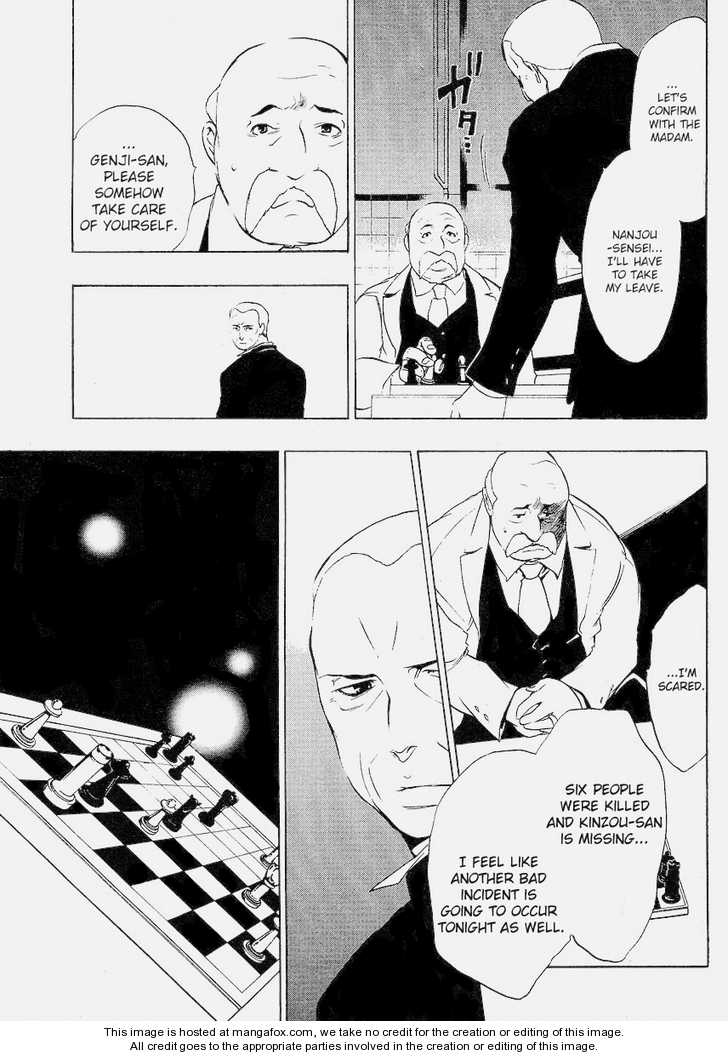 ...
LET'S
CONFIRM
WITH THE
MADAM.
NANJOU
-SENSEI...
I'LL HAVE
TO TAKE
MY LEAVE.
ガタ…
...
GENJI-SAN,
PLEASE
SOMEHOW
TAKE CARE
OF YOURSELF.
...I'M
SCARED.
SIX PEOPLE
WERE KILLED
AND KINZOU-SAN
IS MISSING...
I FEEL LIKE
ANOTHER BAD
INCIDENT IS
GOING TO OCCUR
TONIGHT AS WELL.
This image is hosted at mangafox.com, we take no credit for the creation or editing of this image.
All credit goes to the appropriate parties involved in the creation or editing of this image.